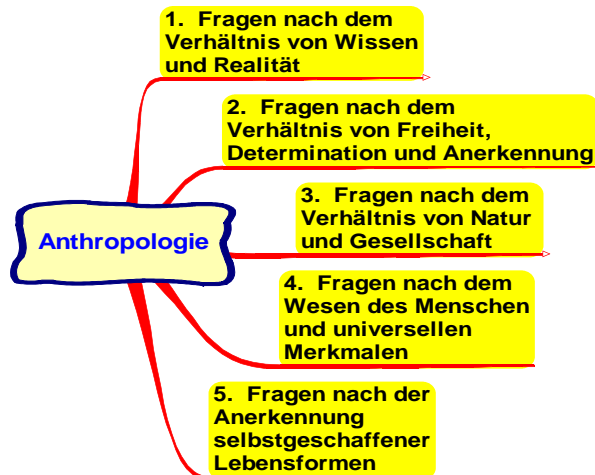 1. Fragen nach dem
Verhältnis von Wissen
und Realität
2. Fragen nach dem
Verhältnis von Freiheit,
Determination und Anerkennung
3. Fragen nach dem
Verhältnis von Natur
und Gesellschaft
Anthropologie
4. Fragen nach dem
Wesen des Menschen
und universellen
Merkmalen
5. Fragen nach der
Anerkennung
selbstgeschaffener
Lebensformen